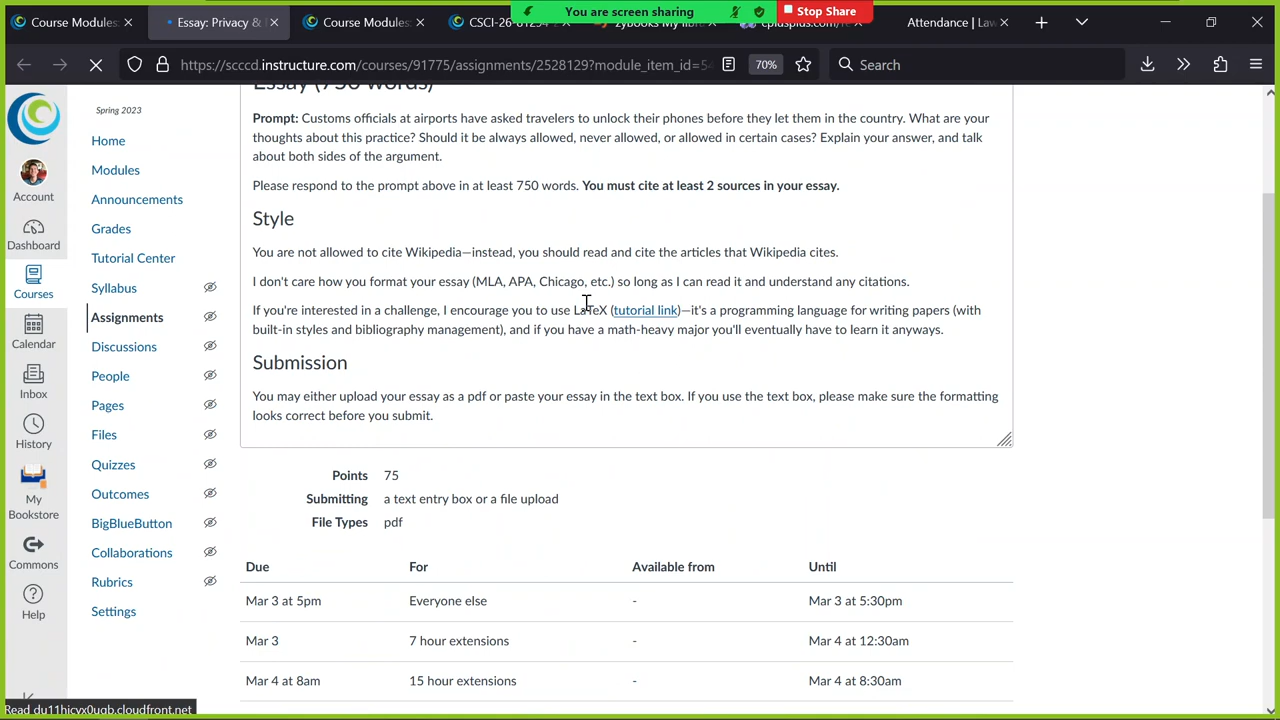 You are screen sharing
Stop Share
Course Modules:
Essay: Privacy &
Course Modules:
CSCI-26
cplusplus.com/
Attendance | Law
https://scccd.instructure.com/courses/91775/assignments/2528129?module_item_id=54
70%
Search
Spring 2023
Home
Modules
Announcements
Grades
Tutorial Center
Syllabus
Assignments
Discussions
People
Pages
Files
Quizzes
Outcomes
BigBlueButton
Collaborations
Rubrics
Settings
Account
Dashboard
Courses
Calendar
Inbox
History
My
Bookstore
Commons
Help
Essay (750 words)
Prompt: Customs officials at airports have asked travelers to unlock their phones before they let them in the country. What are your
thoughts about this practice? Should it be always allowed, never allowed, or allowed in certain cases? Explain your answer, and talk
about both sides of the argument.
Please respond to the prompt above in at least 750 words. You must cite at least 2 sources in your essay.
Style
You are not allowed to cite Wikipedia—instead, you should read and cite the articles that Wikipedia cites.
I don't care how you format your essay (MLA, APA, Chicago, etc.) so long as I can read it and understand any citations.
If you're interested in a challenge, I encourage you to use LaTeX (tutorial link)—it's a programming language for writing papers (with
built-in styles and bibliography management), and if you have a math-heavy major you'll eventually have to learn it anyways.
Submission
You may either upload your essay as a pdf or paste your essay in the text box. If you use the text box, please make sure the formatting
looks correct before you submit.
Points 75
Submitting a text entry box or a file upload
File Types pdf
Due For Available from Until
Mar 3 at 5pm Everyone else - Mar 3 at 5:30pm
Mar 3 7 hour extensions - Mar 4 at 12:30am
Mar 4 at 8am 15 hour extensions - Mar 4 at 8:30am
Read du11hjcvx0uqb.cloudfront.net